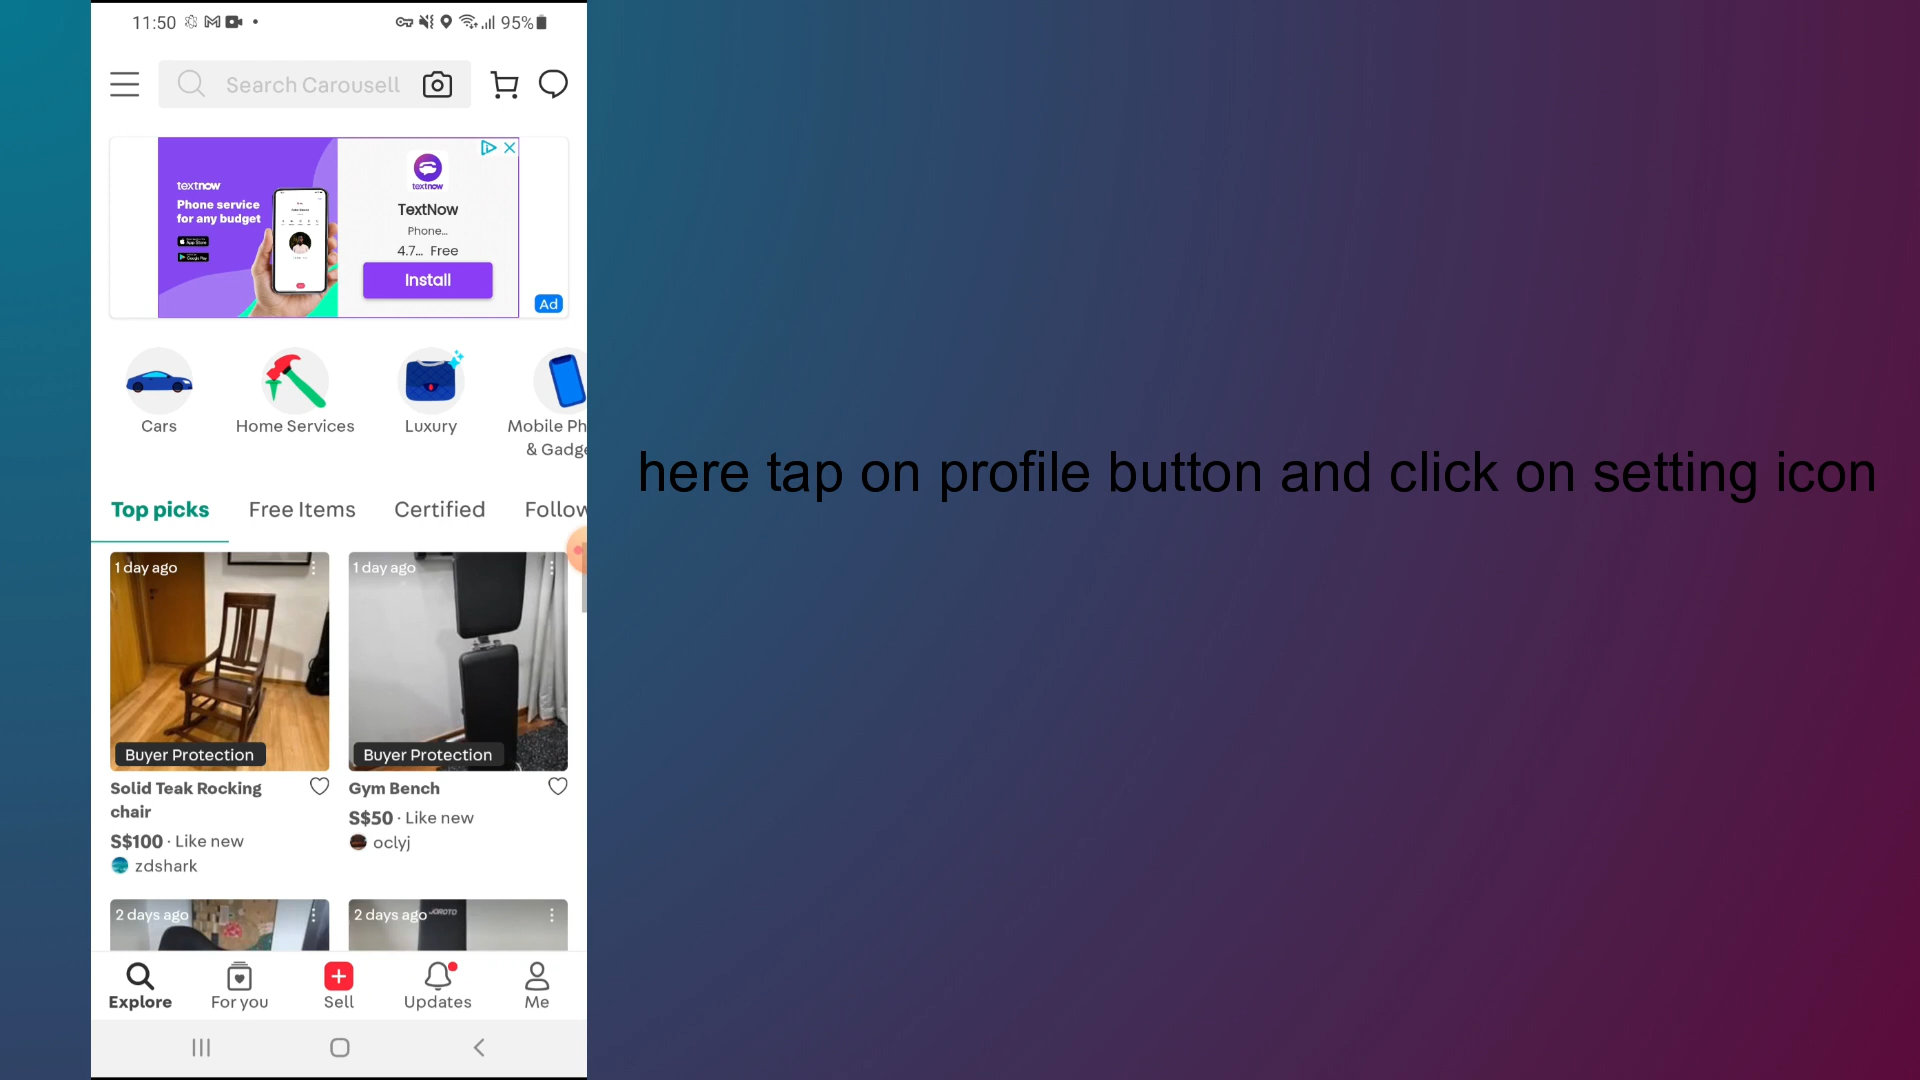 11:50
95%
Search Carousell
textnow
Phone service
for any budget
textnow
TextNow
Phone...
4.7... Free
Install
Ad
Cars
Home Services
Luxury
Mobile Ph
& Gadge
Top picks
Free Items
Certified
Follow
here tap on profile button and click on setting icon
1 day ago
Buyer Protection
Solid Teak Rocking
chair
S$100 · Like new
zdshark
1 day ago
Buyer Protection
Gym Bench
S$50 · Like new
oclyj
2 days ago
2 days ago
JOROTO
Explore
For you
Sell
Updates
Me